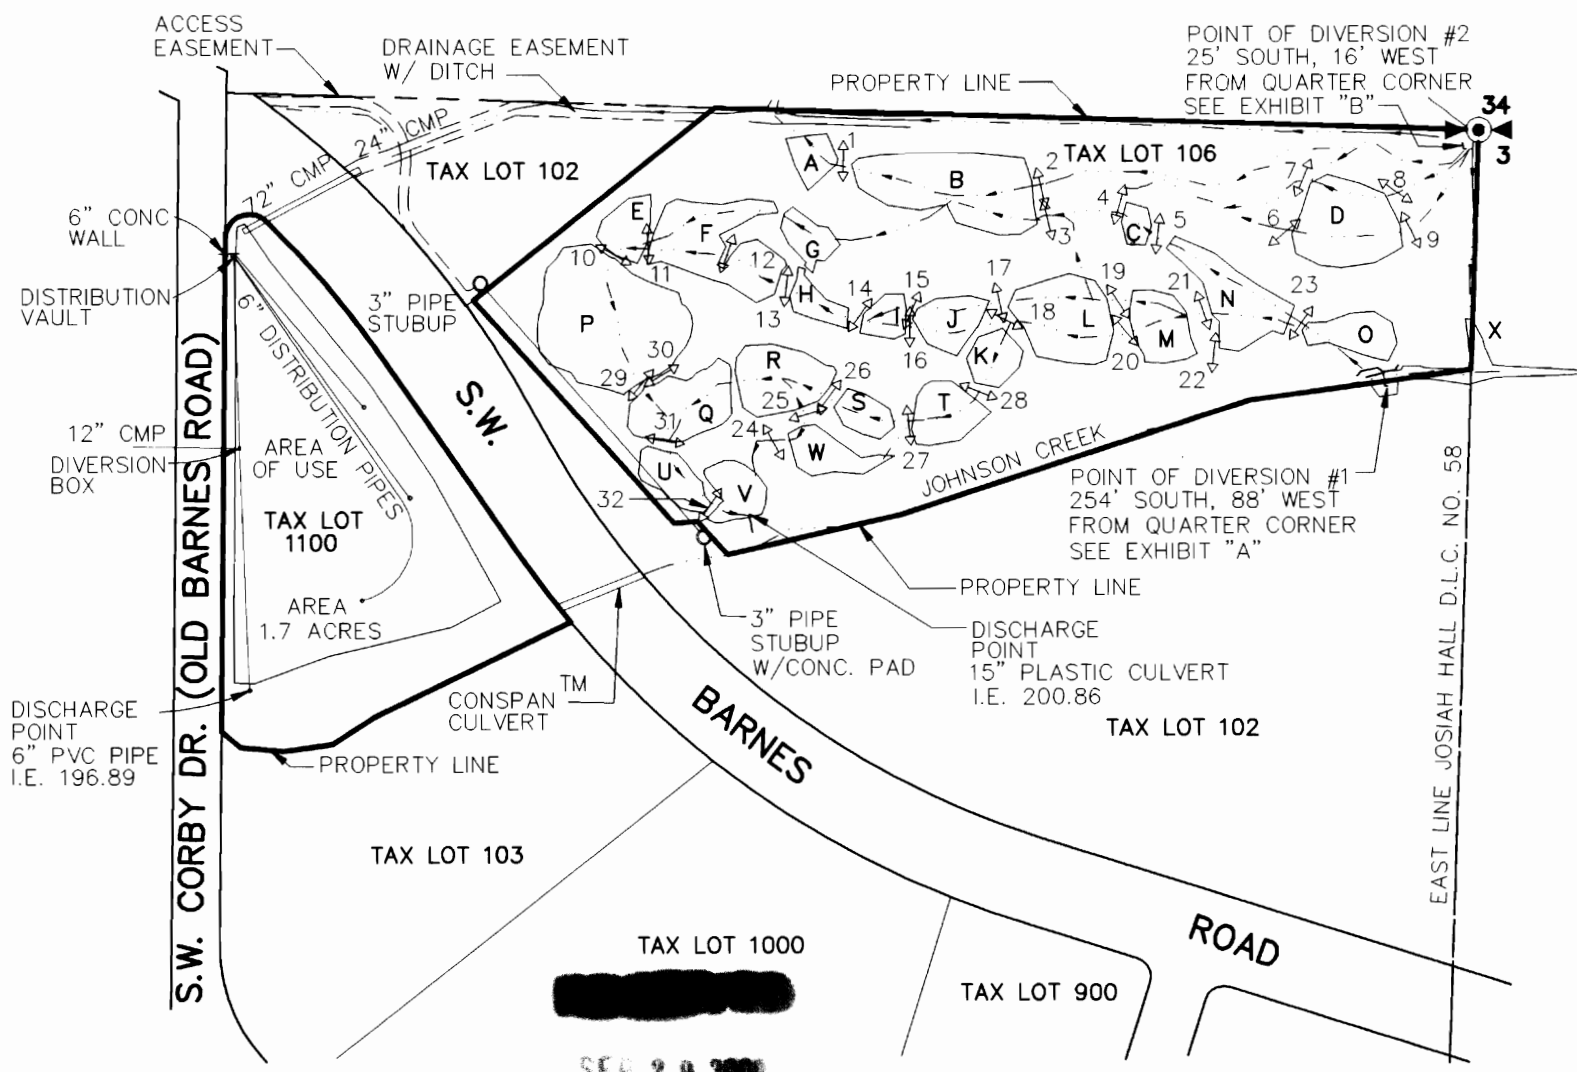 ACCESS
EASEMENT
DRAINAGE EASEMENT
W/ DITCH
PROPERTY LINE
POINT OF DIVERSION #2
25' SOUTH, 16' WEST
FROM QUARTER CORNER
SEE EXHIBIT "B"
34
3
24" CMP
72" CMP
TAX LOT 102
TAX LOT 106
A
1
B
2
3
4
C
5
6
7
D
8
9
6" CONC
WALL
E
F
G
10
11
12
13
H
14
I
15
16
J
17
K
18
L
19
20
M
21
22
N
23
O
X
DISTRIBUTION
VAULT
3" PIPE
STUBUP
P
29
30
31
Q
R
25
26
S
24
W
27
T
28
U
V
32
6" DISTRIBUTION PIPES
S.W.
12" CMP
DIVERSION
BOX
AREA
OF USE
TAX LOT
1100
AREA
1.7 ACRES
JOHNSON CREEK
POINT OF DIVERSION #1
254' SOUTH, 88' WEST
FROM QUARTER CORNER
SEE EXHIBIT "A"
PROPERTY LINE
3" PIPE
STUBUP
W/CONC. PAD
DISCHARGE
POINT
15" PLASTIC CULVERT
I.E. 200.86
CONSPAN TM
CULVERT
DISCHARGE
POINT
6" PVC PIPE
I.E. 196.89
PROPERTY LINE
BARNES
TAX LOT 102
S.W. CORBY DR. (OLD BARNES ROAD)
EAST LINE JOSIAH HALL D.L.C. NO. 58
TAX LOT 103
TAX LOT 1000
ROAD
TAX LOT 900